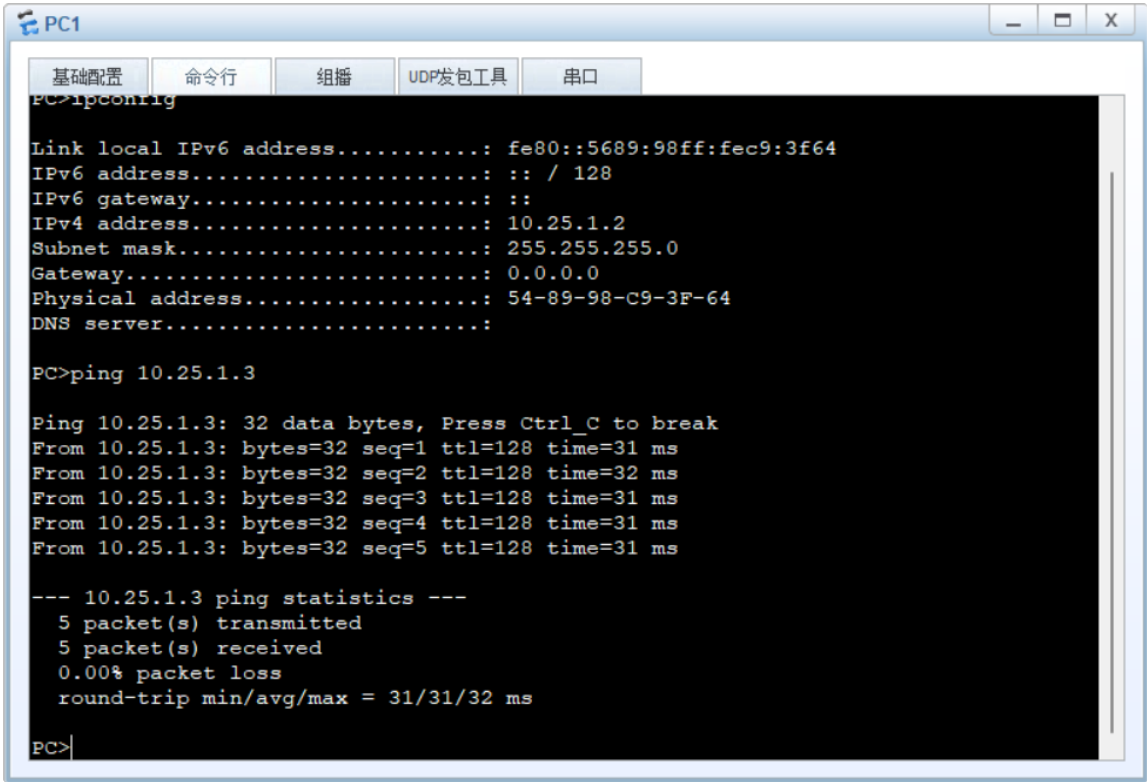 PC1
基础配置 命令行 组播 UDP发包工具 串口
PC>ipconfig
Link local IPv6 address...........: fe80::5689:98ff:fec9:3f64
IPv6 address......................: :: / 128
IPv6 gateway......................: ::
IPv4 address......................: 10.25.1.2
Subnet mask.......................: 255.255.255.0
Gateway...........................: 0.0.0.0
Physical address..................: 54-89-98-C9-3F-64
DNS server........................:
PC>ping 10.25.1.3
Ping 10.25.1.3: 32 data bytes, Press Ctrl_C to break
From 10.25.1.3: bytes=32 seq=1 ttl=128 time=31 ms
From 10.25.1.3: bytes=32 seq=2 ttl=128 time=32 ms
From 10.25.1.3: bytes=32 seq=3 ttl=128 time=31 ms
From 10.25.1.3: bytes=32 seq=4 ttl=128 time=31 ms
From 10.25.1.3: bytes=32 seq=5 ttl=128 time=31 ms
--- 10.25.1.3 ping statistics ---
5 packet(s) transmitted
5 packet(s) received
0.00% packet loss
round-trip min/avg/max = 31/31/32 ms
PC>